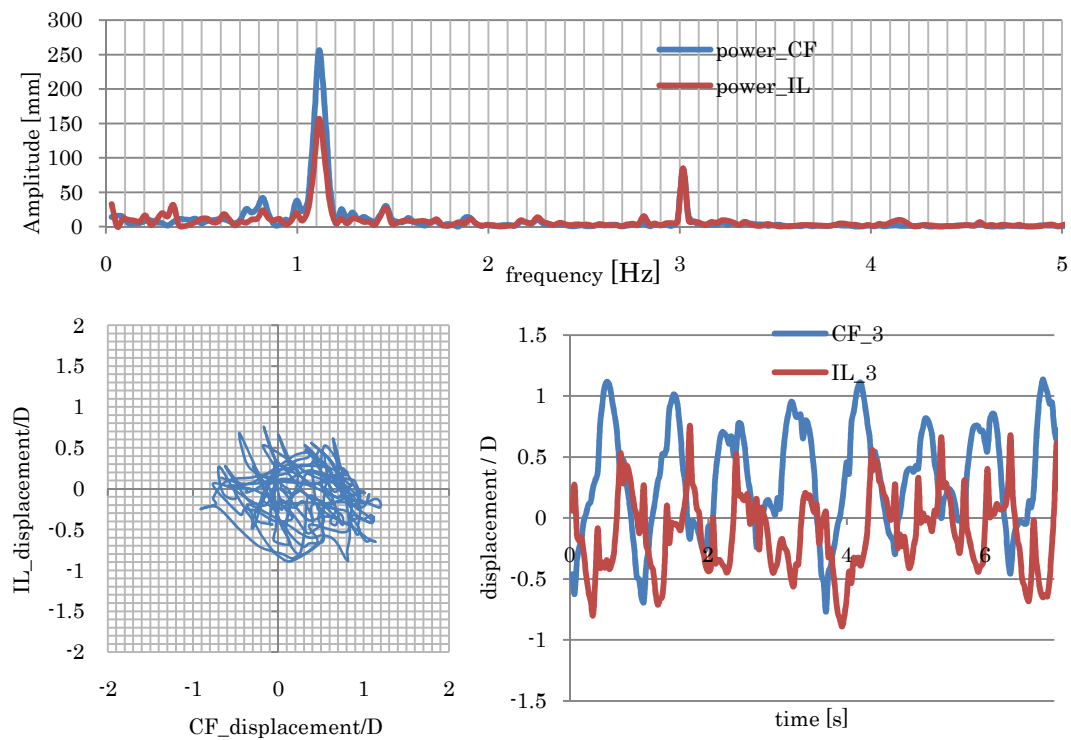 300
250
200
150
100
50
0
Amplitude [mm]
power_CF
power_IL
0 1 2 3 4 5
frequency [Hz]
2
1.5
1
0.5
0
-0.5
-1
-1.5
-2
IL_displacement/D
-2 -1 0 1 2
CF_displacement/D
1.5
1
0.5
0
-0.5
-1
-1.5
displacement / D
CF_3
IL_3
0 2 4 6
time [s]